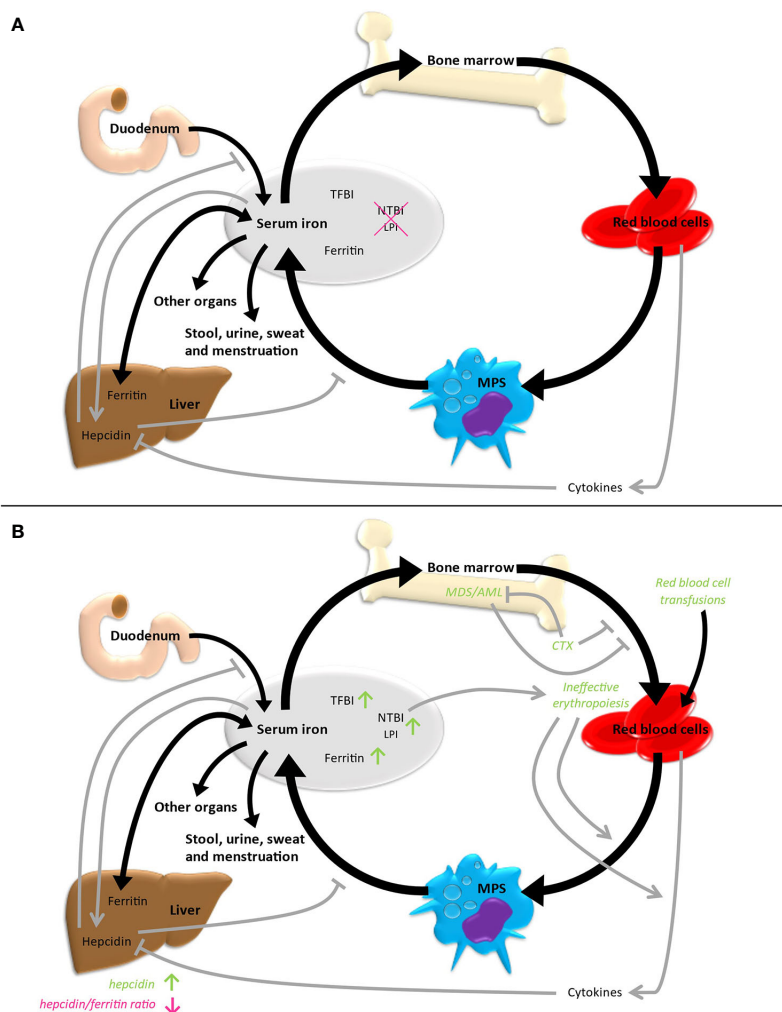 A
Bone marrow
Duodenum
TFBI
NTBI
LPI
Serum iron
Red blood cells
Ferritin
Other organs
Stool, urine, sweat
and menstruation
MPS
Ferritin
Liver
Hepcidin
Cytokines
B
Bone marrow
MDS/AML
Red blood cell
transfusions
Duodenum
CTX
Ineffective
erythropoiesis
TFBI
NTBI
LPI
Serum iron
Red blood cells
Ferritin
Other organs
Stool, urine, sweat
and menstruation
MPS
Ferritin
Liver
Hepcidin
hepcidin
Cytokines
hepcidin/ferritin ratio